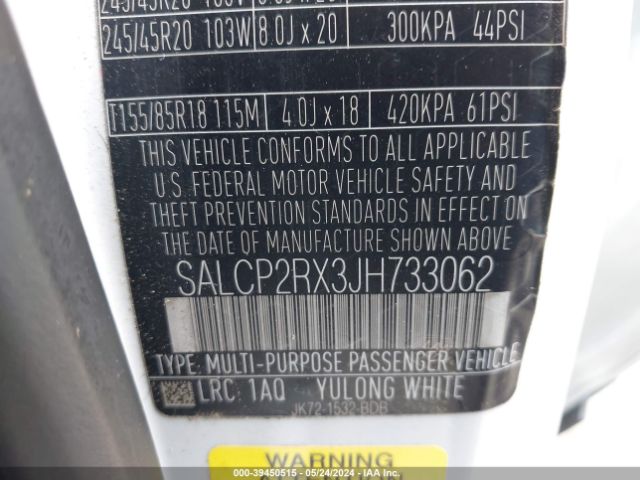 245/45R20 103W 8.0J x 20 300KPA 44PSI
T155/85R18 115M 4.0J x 18 420KPA 61PSI
THIS VEHICLE CONFORMS TO ALL APPLICABLE
U.S. FEDERAL MOTOR VEHICLE SAFETY AND
THEFT PREVENTION STANDARDS IN EFFECT ON
THE DATE OF MANUFACTURE SHOWN ABOVE
SALCP2RX3JH733062
TYPE: MULTI-PURPOSE PASSENGER VEHICLE
LRC: 1AQ YULONG WHITE
JK72-1532-BDB
WARNING
#: 39450515 - 05/24/2024 - IAA Inc.